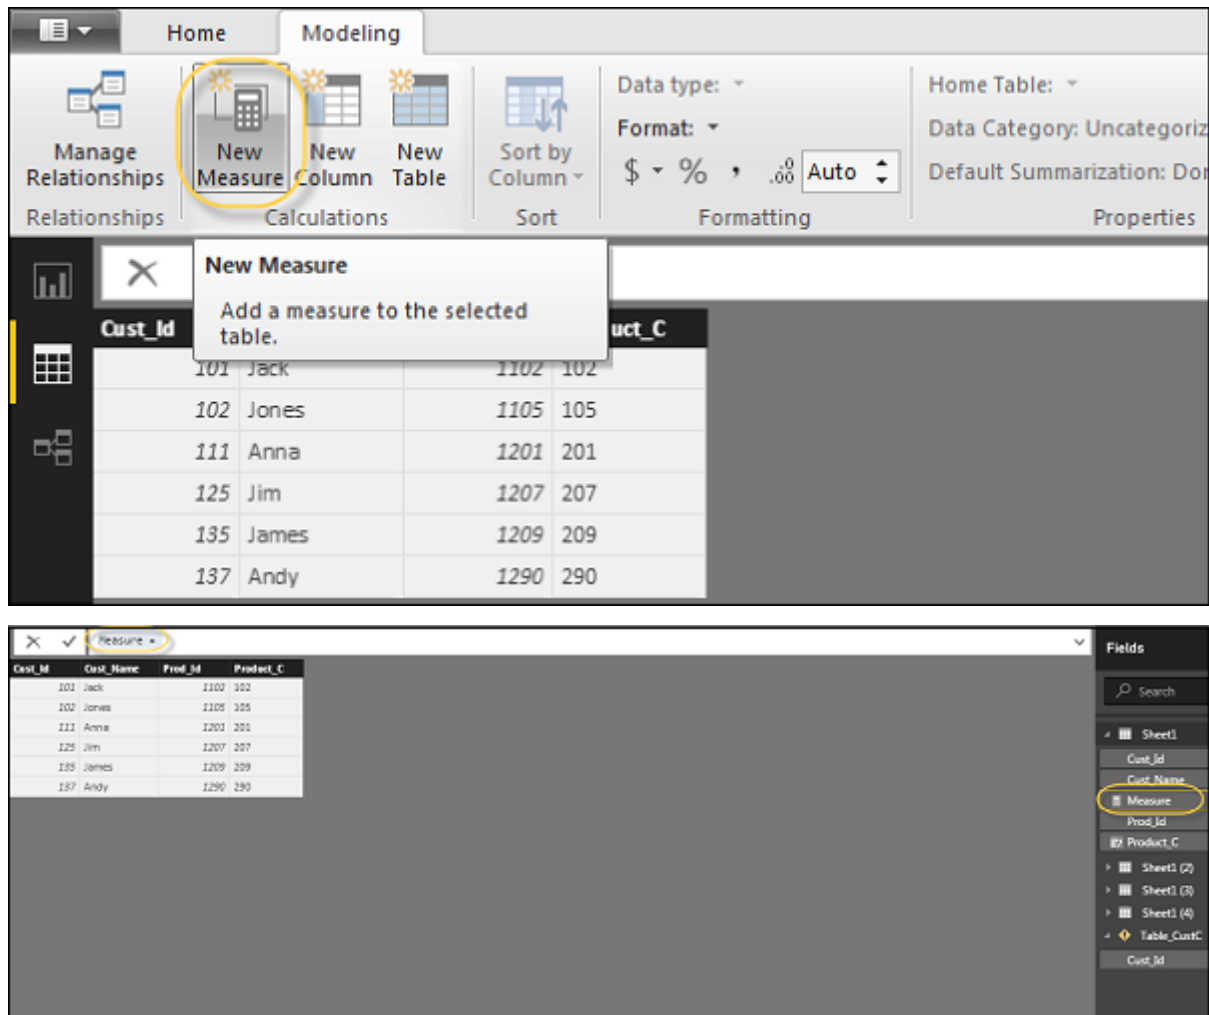 Home Modeling
Manage Relationships
New Measure
New Column
New Table
Sort by Column
Data type:
Format:
$ % , .00 Auto
Home Table:
Data Category: Uncategoriz
Default Summarization: Don
Relationships Calculations Sort Formatting Properties
New Measure
Add a measure to the selected
table.
Cust_Id uct_C
101 Jack 1102 102
102 Jones 1105 105
111 Anna 1201 201
125 Jim 1207 207
135 James 1209 209
137 Andy 1290 290
Measure =
Cust_Id Cust_Name Prod_Id Product_C
101 Jack 1102 102
102 Jones 1105 105
111 Anna 1201 201
125 Jim 1207 207
135 James 1209 209
137 Andy 1290 290
Fields
Search
Sheet1
Cust_Id
Cust_Name
Measure
Prod_Id
Product_C
Sheet1 (2)
Sheet1 (3)
Sheet1 (4)
Table_CustC
Cust_Id